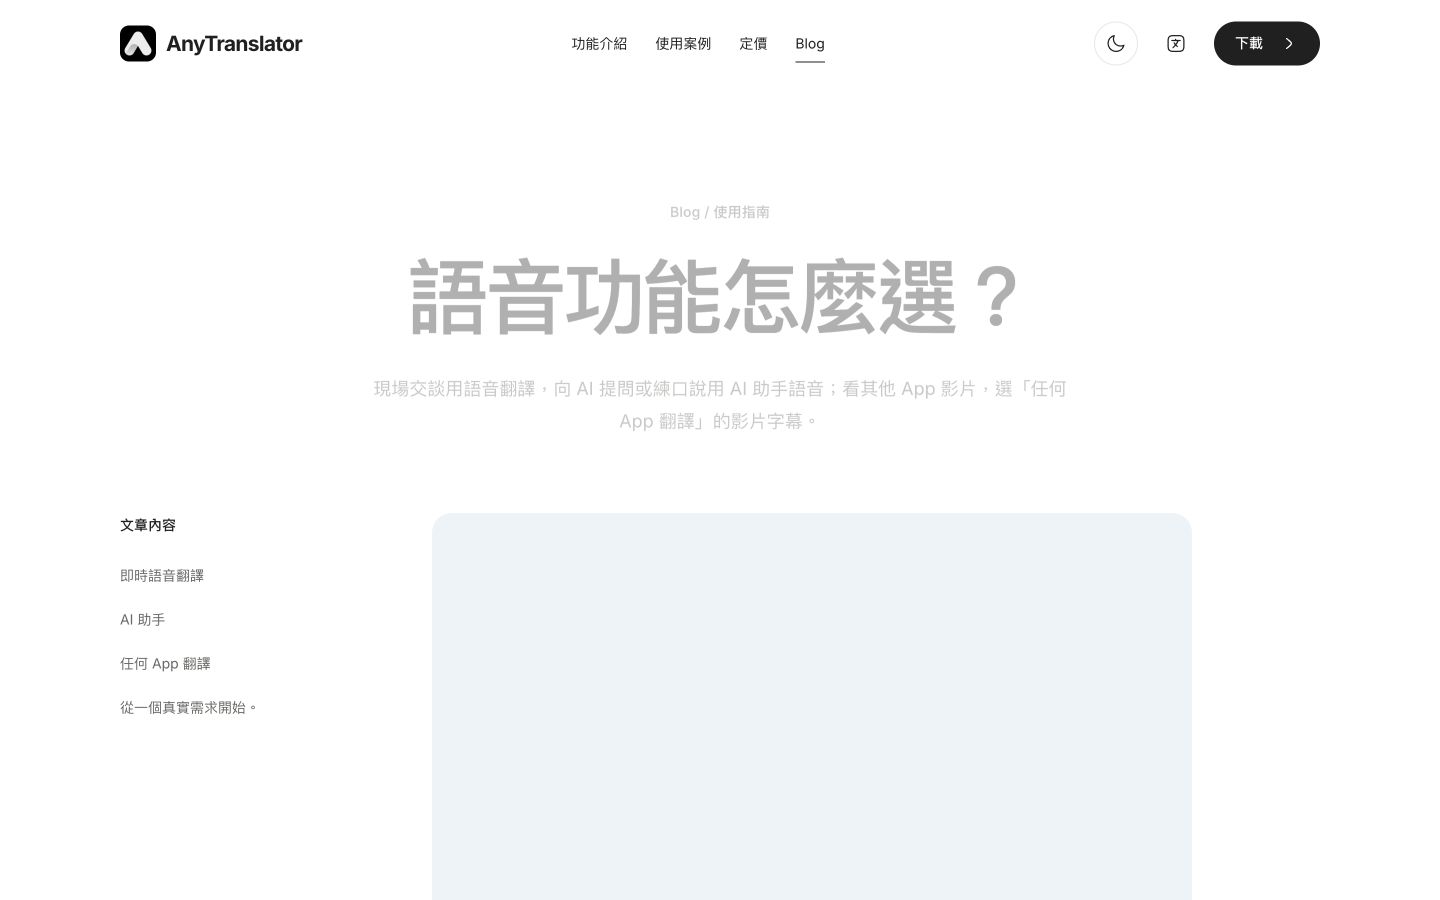 AnyTranslator
功能介紹
使用案例
定價
Blog
下載
Blog / 使用指南
語音功能怎麼選？
現場交談用語音翻譯，向 AI 提問或練口說用 AI 助手語音；看其他 App 影片，選「任何
App 翻譯」的影片字幕。
文章內容
即時語音翻譯
AI 助手
任何 App 翻譯
從一個真實需求開始。